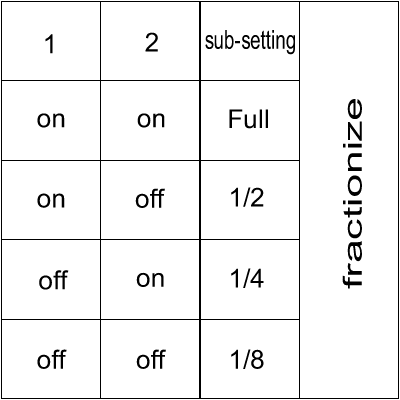 1 2 sub-setting
on on Full
on off 1/2
off on 1/4
off off 1/8
fractionize